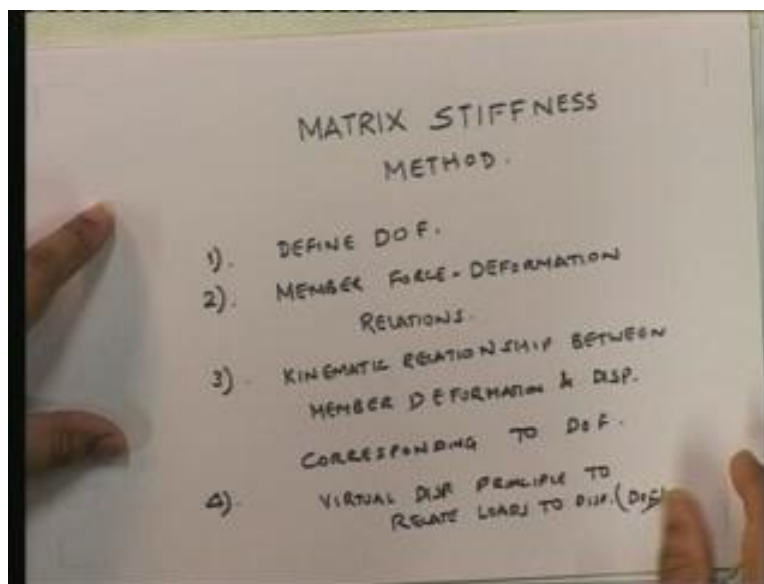 MATRIX STIFFNESS
METHOD.
1). DEFINE DOF.
2). MEMBER FORCE-DEFORMATION
RELATIONS.
3). KINEMATIC RELATIONSHIP BETWEEN
MEMBER DEFORMATION & DISP.
CORRESPONDING TO DOF.
4). VIRTUAL DISP PRINCIPLE TO
RELATE LOADS TO DISP. (DOF)